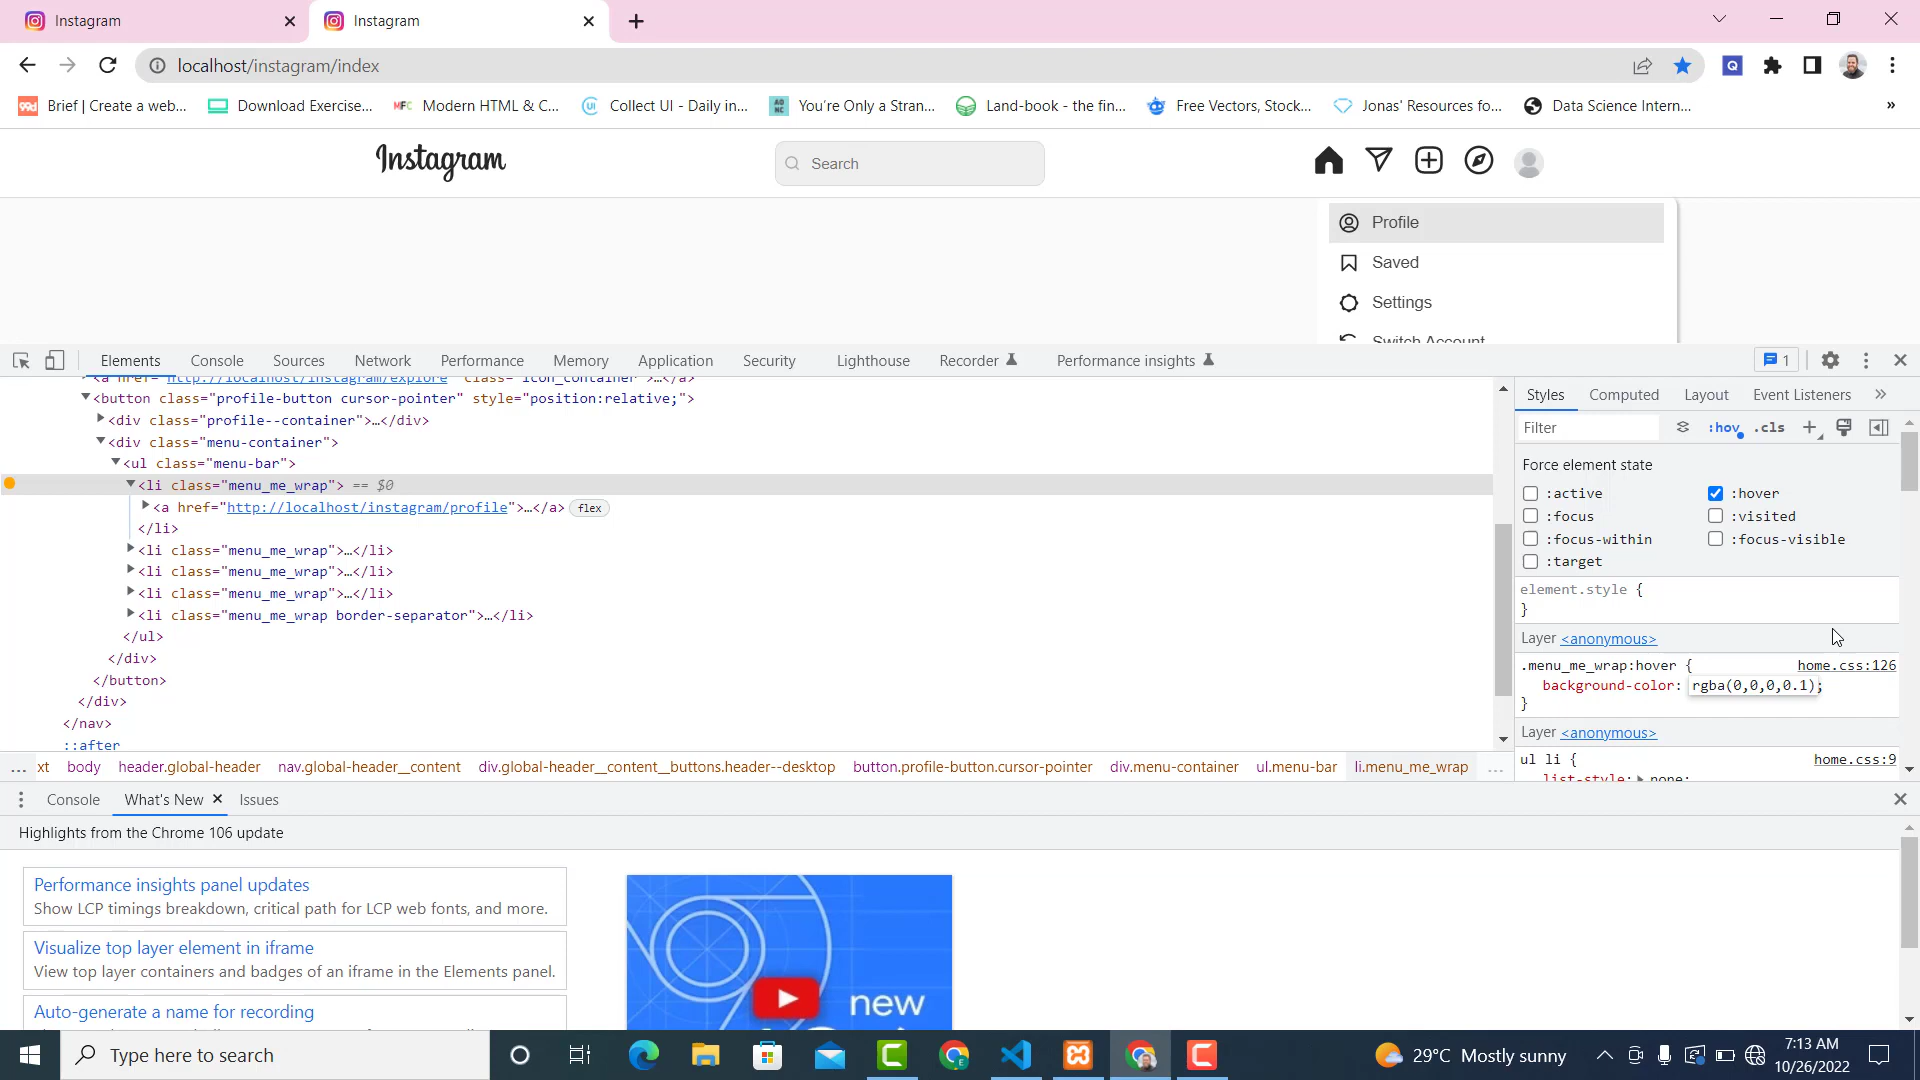 Instagram
Instagram
localhost/instagram/index
Brief | Create a web...
Download Exercise...
Modern HTML & C...
Collect UI - Daily in...
You're Only a Stran...
Land-book - the fin...
Free Vectors, Stock...
Jonas' Resources fo...
Data Science Intern...
»
Instagram
Search
Profile
Saved
Settings
Switch Account
Elements
Console
Sources
Network
Performance
Memory
Application
Security
Lighthouse
Recorder
Performance insights
1
<a href="http://localhost/instagram/explore" class="icon_container">…</a>
<button class="profile-button cursor-pointer" style="position:relative;">
<div class="profile--container">…</div>
<div class="menu-container">
<ul class="menu-bar">
<li class="menu_me_wrap"> == $0
<a href="http://localhost/instagram/profile">…</a> flex
</li>
<li class="menu_me_wrap">…</li>
<li class="menu_me_wrap">…</li>
<li class="menu_me_wrap">…</li>
<li class="menu_me_wrap border-separator">…</li>
</ul>
</div>
</button>
</div>
</nav>
::after
... xt body header.global-header nav.global-header__content div.global-header__content__buttons.header--desktop button.profile-button.cursor-pointer div.menu-container ul.menu-bar li.menu_me_wrap ...
Styles
Computed
Layout
Event Listeners
»
Filter
:hov
.cls
Force element state
:active
:hover
:focus
:visited
:focus-within
:focus-visible
:target
element.style {
}
Layer <anonymous>
.menu_me_wrap:hover { home.css:126
background-color: rgba(0,0,0,0.1);
}
Layer <anonymous>
ul li { home.css:9
list-style: none;
Console
What's New
Issues
Highlights from the Chrome 106 update
Performance insights panel updates
Show LCP timings breakdown, critical path for LCP web fonts, and more.
Visualize top layer element in iframe
View top layer containers and badges of an iframe in the Elements panel.
Auto-generate a name for recording
new
Type here to search
29°C Mostly sunny
7:13 AM
10/26/2022